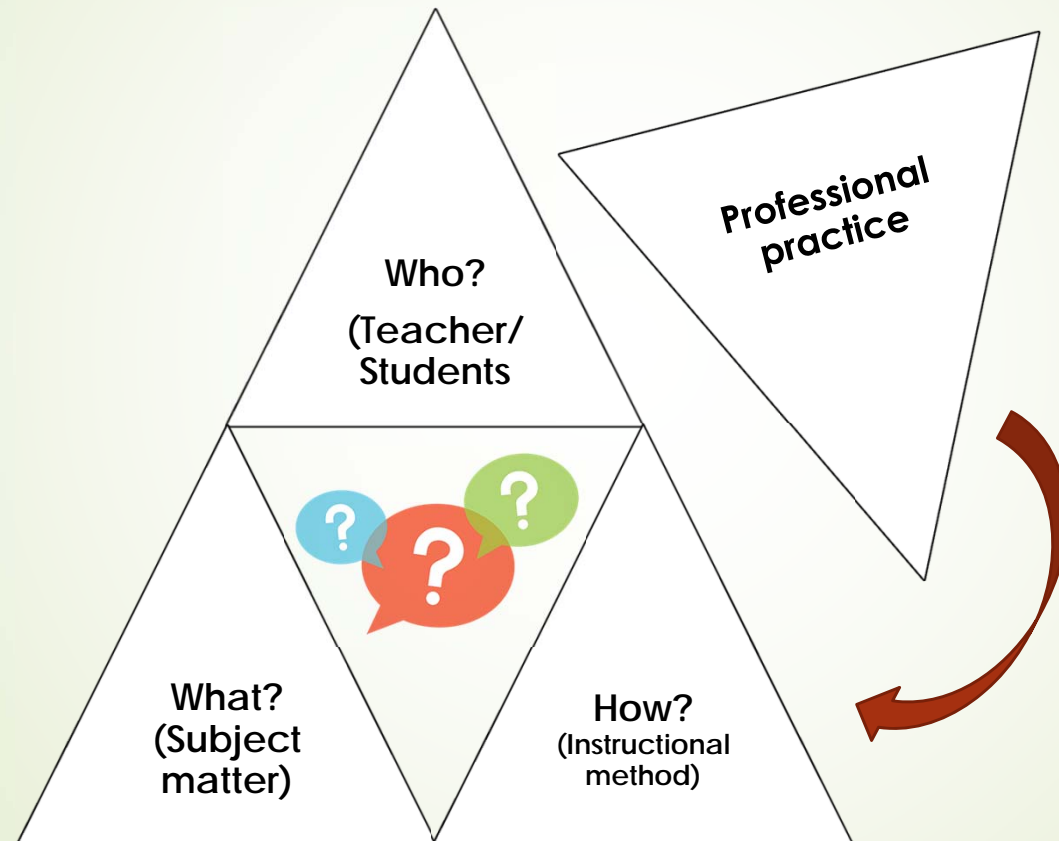 Who?
(Teacher/
Students
Professional
practice
?
?
?
What?
(Subject
matter)
How?
(Instructional
method)